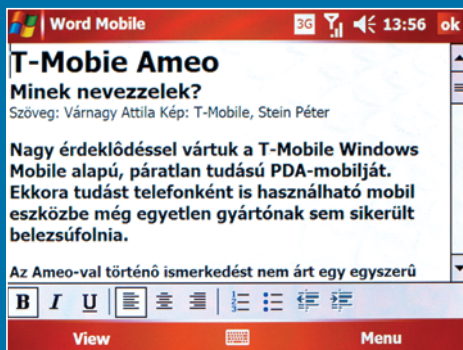 Word Mobile 3G 13:56 ok
T-Mobie Ameo
Minek nevezzelek?
Szöveg: Várnagy Attila Kép: T-Mobile, Stein Péter
Nagy érdeklôdéssel vártuk a T-Mobile Windows
Mobile alapú, páratlan tudású PDA-mobilját.
Ekkora tudást telefonként is használható mobil
eszközbe még egyetlen gyártónak sem sikerült
belezsúfolnia.
Az Ameo-val történô ismerkedést nem árt egy egyszerû
B I U
View Menu